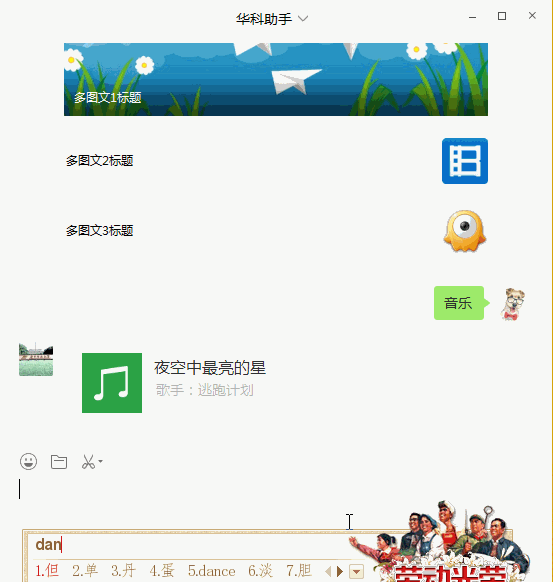 华科助手
多图文1标题
多图文2标题
多图文3标题
音乐
夜空中最亮的星
歌手：逃跑计划
dan
1.但 2.单 3.丹 4.蛋 5.dance 6.淡 7.胆
劳动光荣